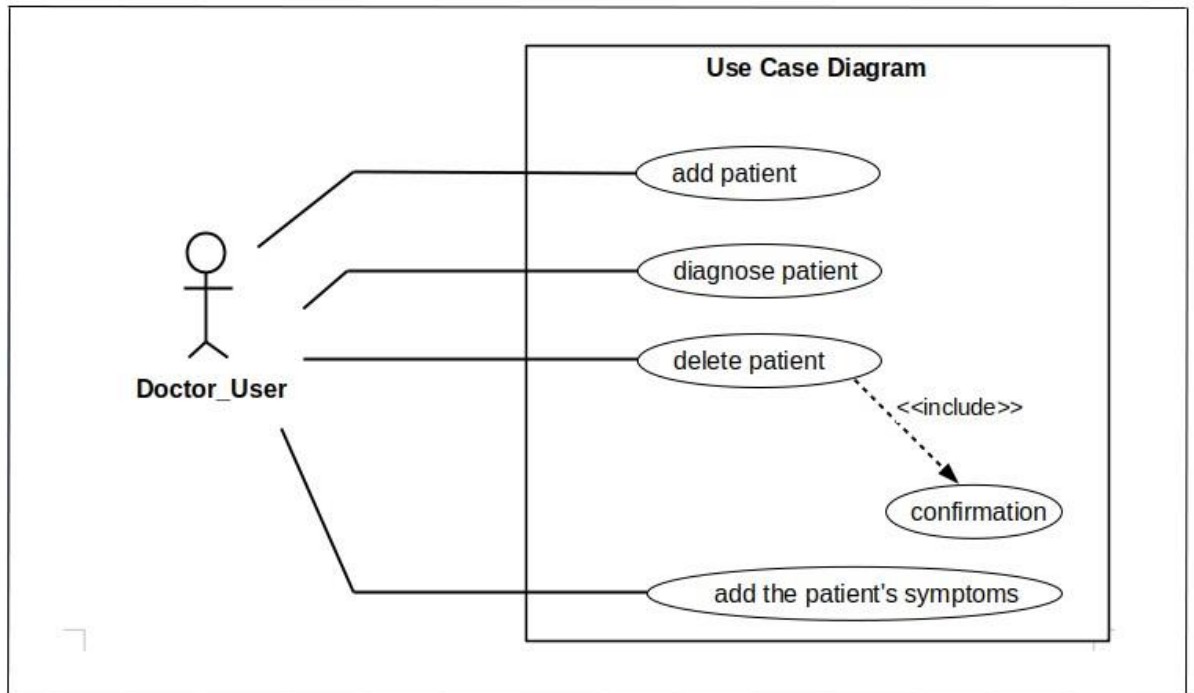 Use Case Diagram
add patient
diagnose patient
delete patient
Doctor_User
<<include>>
confirmation
add the patient's symptoms